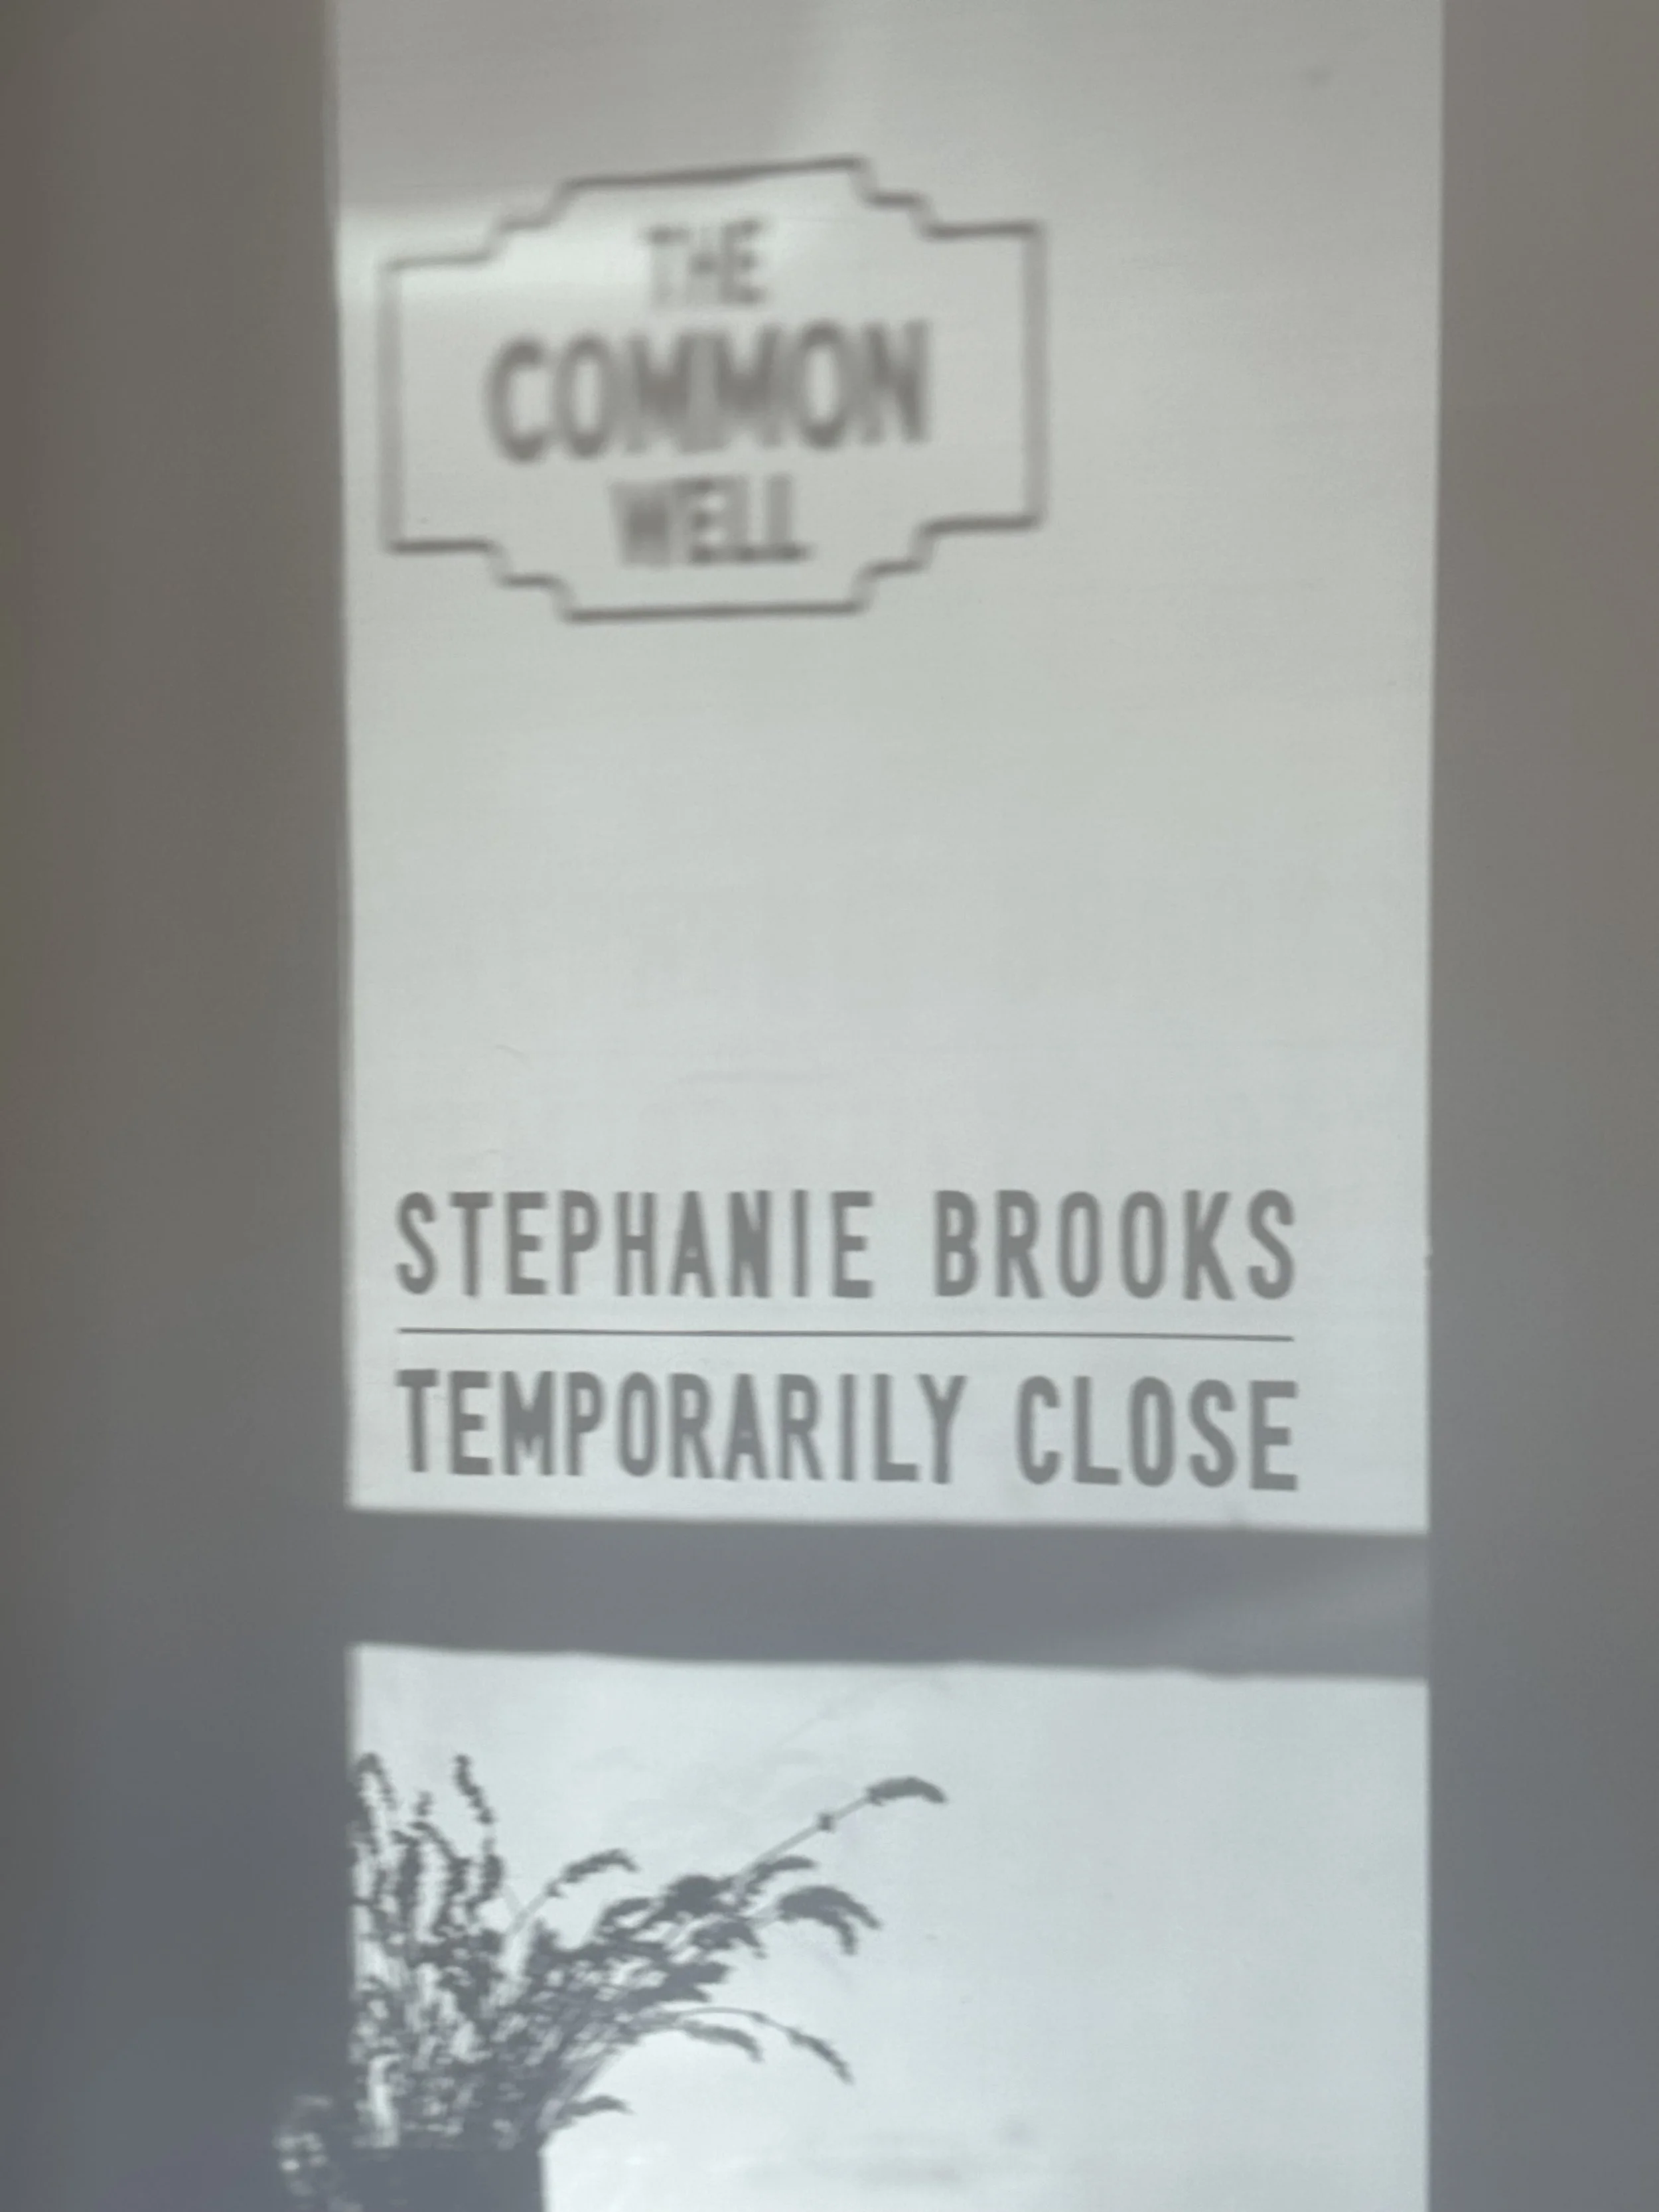 THE
COMMON
WELL
STEPHANIE BROOKS
TEMPORARILY CLOSE